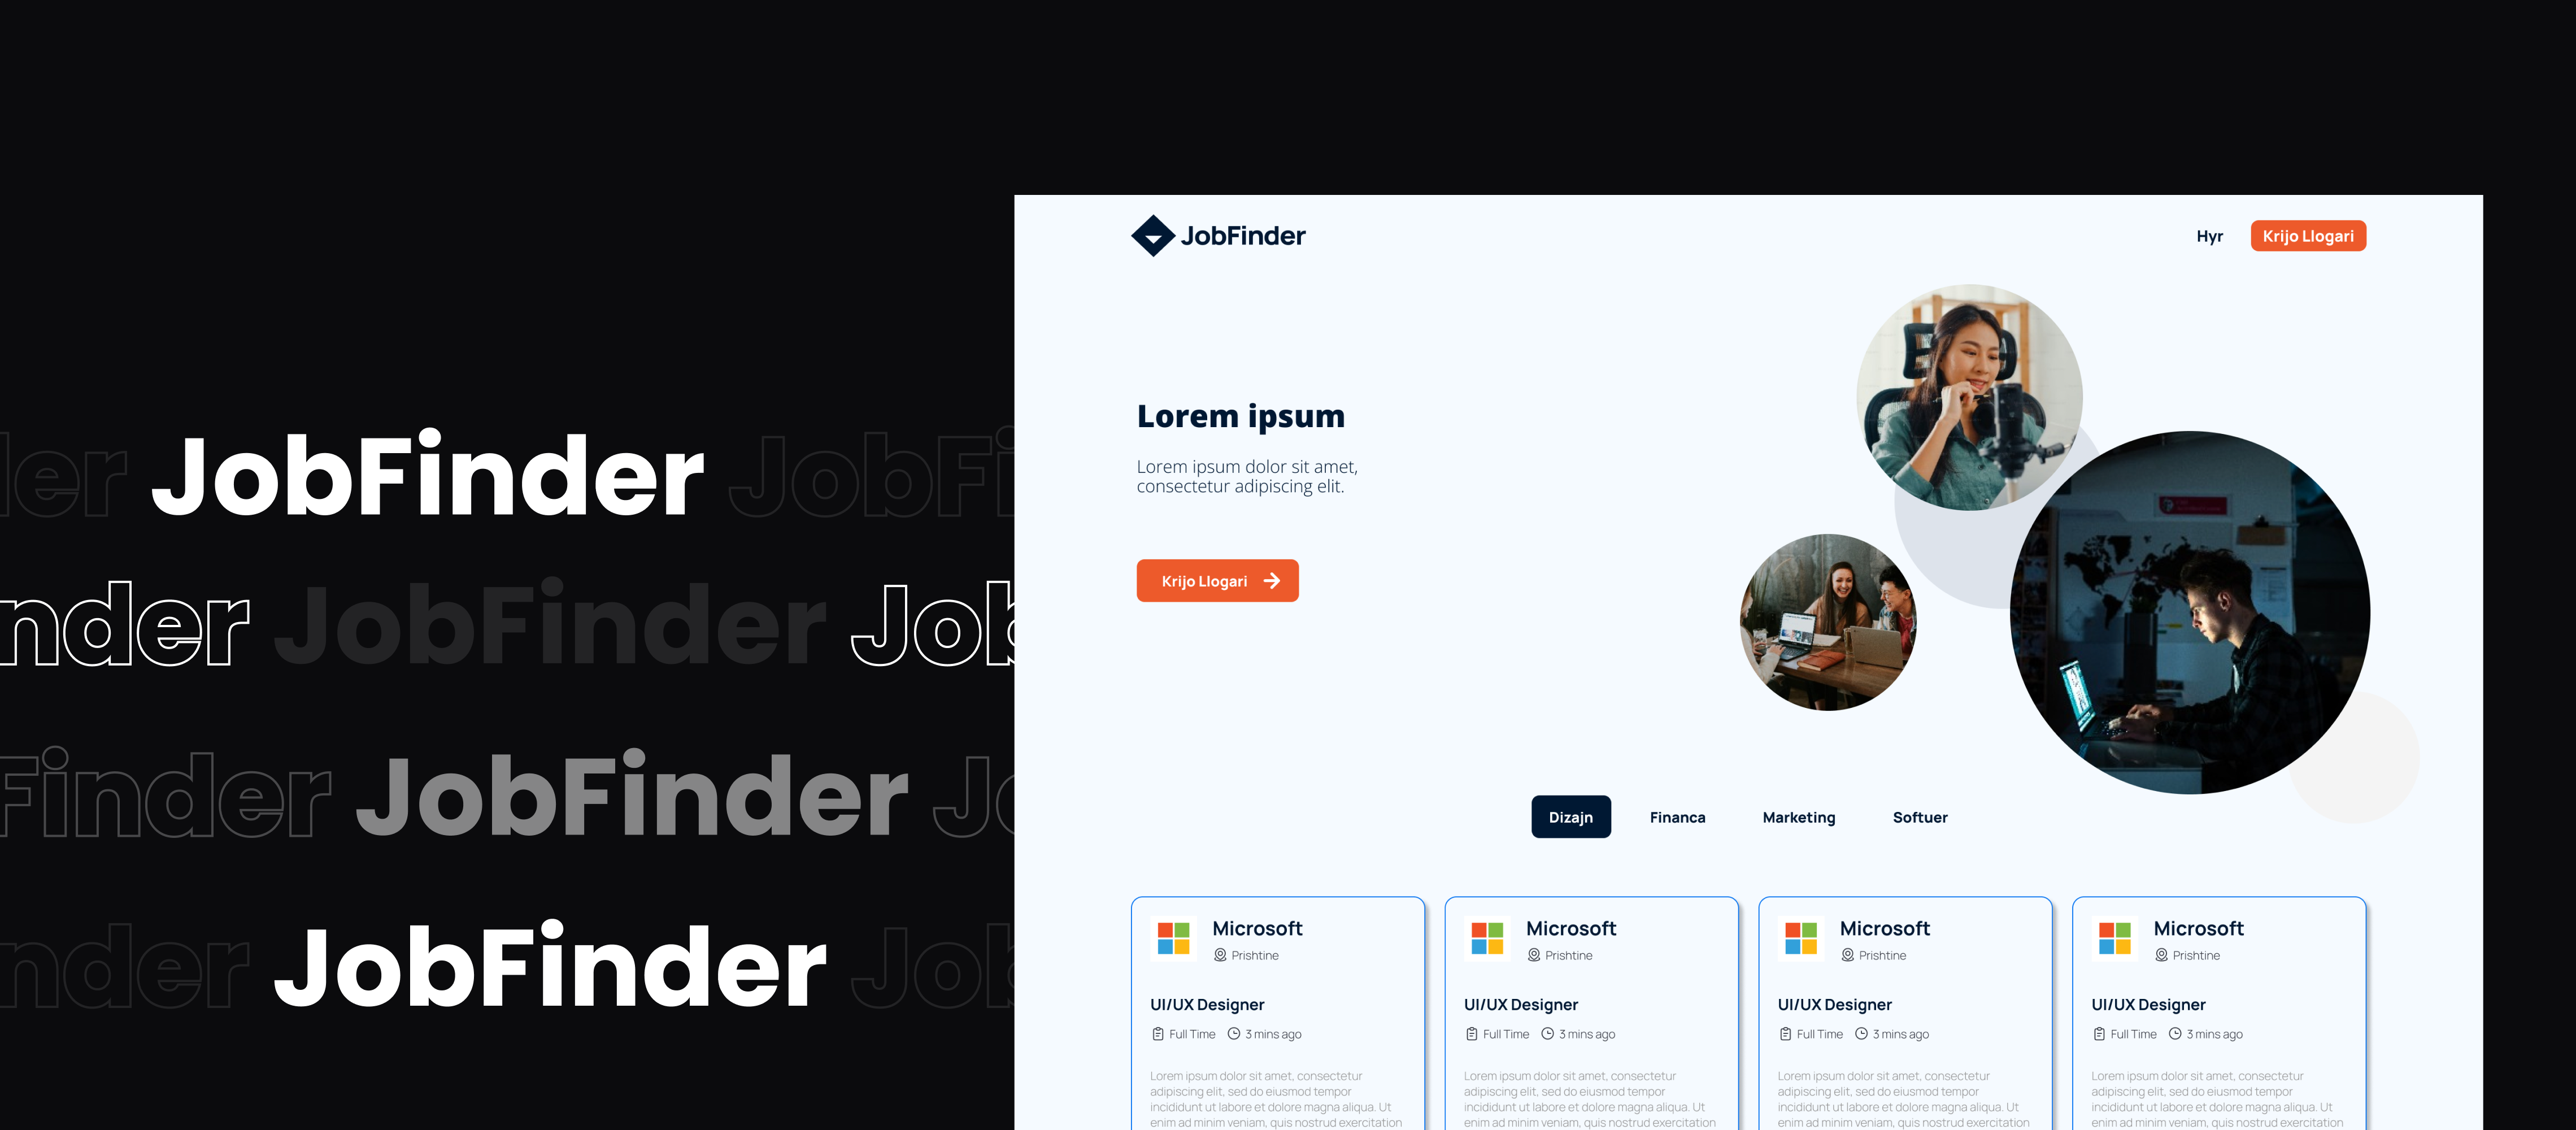 der JobFinder JobFi
nder JobFinder Job
Finder JobFinder Jo
nder JobFinder Job
JobFinder
Hyr
Krijo Llogari
Lorem ipsum
Lorem ipsum dolor sit amet,
consectetur adipiscing elit.
Krijo Llogari
Dizajn
Financa
Marketing
Softuer
Microsoft
Prishtine
UI/UX Designer
Full Time 3 mins ago
Lorem ipsum dolor sit amet, consectetur
adipiscing elit, sed do eiusmod tempor
incididunt ut labore et dolore magna aliqua. Ut
enim ad minim veniam, quis nostrud exercitation
Microsoft
Prishtine
UI/UX Designer
Full Time 3 mins ago
Lorem ipsum dolor sit amet, consectetur
adipiscing elit, sed do eiusmod tempor
incididunt ut labore et dolore magna aliqua. Ut
enim ad minim veniam, quis nostrud exercitation
Microsoft
Prishtine
UI/UX Designer
Full Time 3 mins ago
Lorem ipsum dolor sit amet, consectetur
adipiscing elit, sed do eiusmod tempor
incididunt ut labore et dolore magna aliqua. Ut
enim ad minim veniam, quis nostrud exercitation
Microsoft
Prishtine
UI/UX Designer
Full Time 3 mins ago
Lorem ipsum dolor sit amet, consectetur
adipiscing elit, sed do eiusmod tempor
incididunt ut labore et dolore magna aliqua. Ut
enim ad minim veniam, quis nostrud exercitation